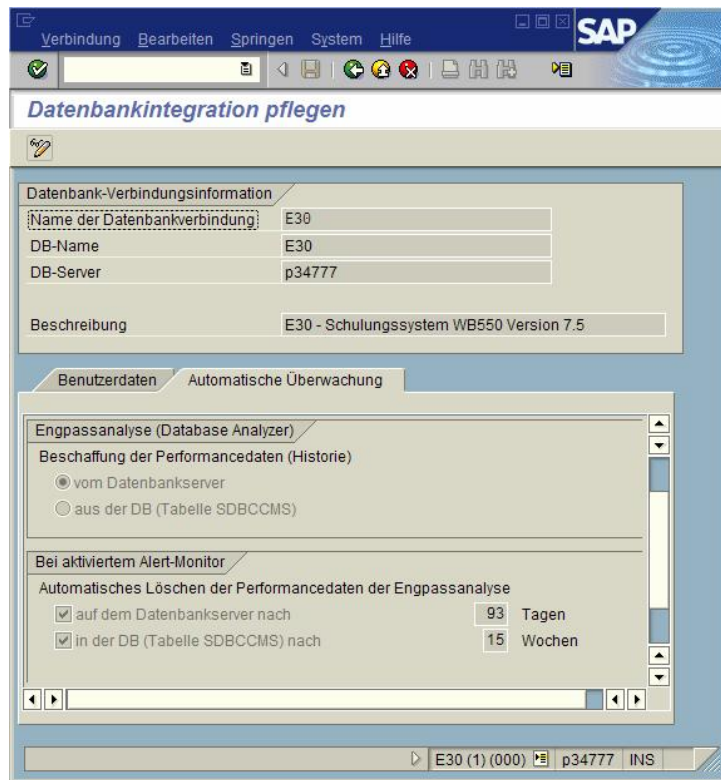 Verbindung Bearbeiten Springen System Hilfe
SAP
Datenbankintegration pflegen
Datenbank-Verbindungsinformation
Name der Datenbankverbindung E30
DB-Name E30
DB-Server p34777
Beschreibung E30 - Schulungssystem WB550 Version 7.5
Benutzerdaten Automatische Überwachung
Engpassanalyse (Database Analyzer)
Beschaffung der Performancedaten (Historie)
vom Datenbankserver
aus der DB (Tabelle SDBCCMS)
Bei aktiviertem Alert-Monitor
Automatisches Löschen der Performancedaten der Engpassanalyse
auf dem Datenbankserver nach 93 Tagen
in der DB (Tabelle SDBCCMS) nach 15 Wochen
E30 (1) (000) p34777 INS